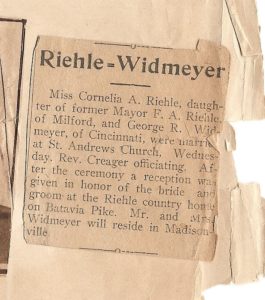 Riehle=Widmeyer
Miss Cornelia A. Riehle, daugh-
ter of former Mayor F. A. Riehle,
of Milford, and George R. Wid-
meyer, of Cincinnati, were married
at St. Andrews Church, Wednes-
day, Rev. Creager officiating. Af-
ter the ceremony a reception was
given in honor of the bride and
groom at the Riehle country home
on Batavia Pike. Mr. and Mrs.
Widmeyer will reside in Madison-
ville